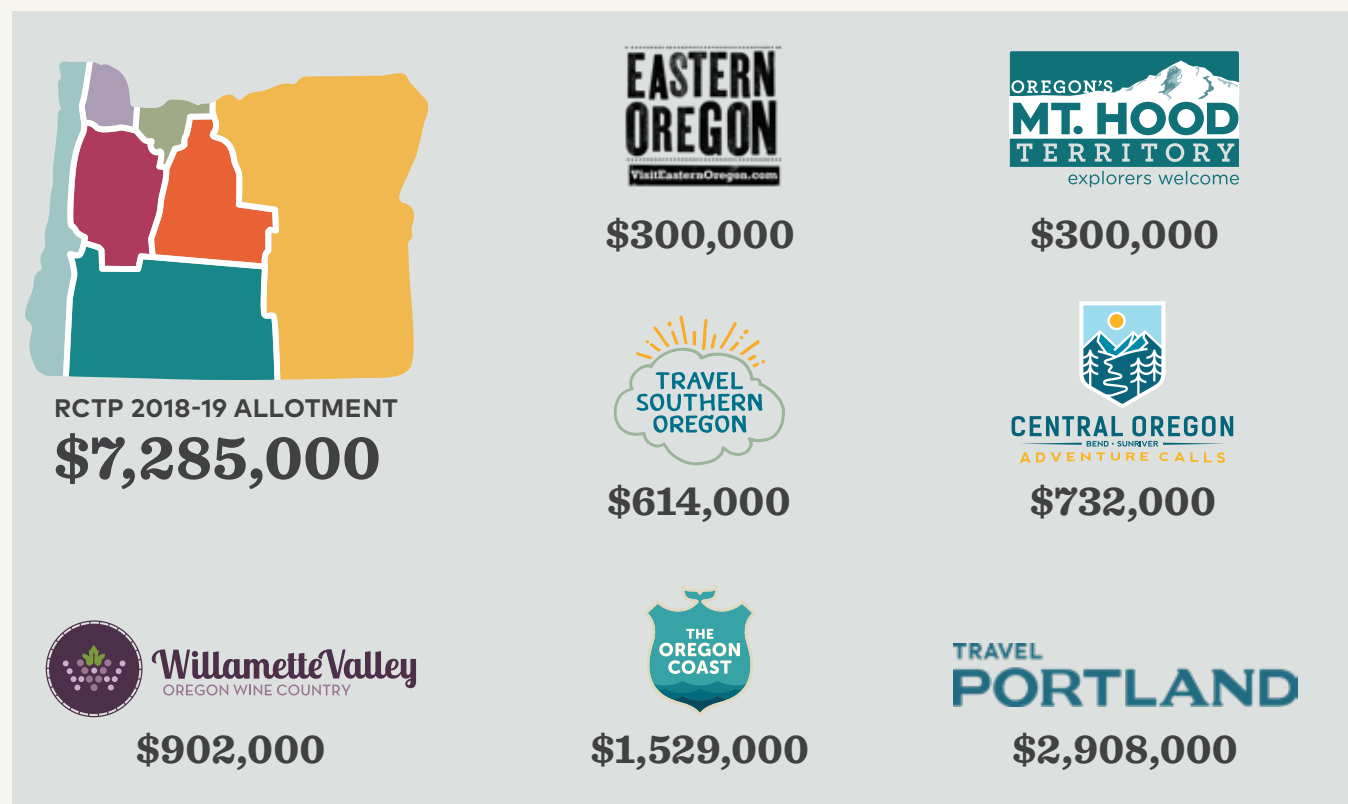 EASTERN
OREGON
VisitEasternOregon.com
$300,000
OREGON'S
MT. HOOD
TERRITORY
explorers welcome
$300,000
RCTP 2018-19 ALLOTMENT
$7,285,000
TRAVEL
SOUTHERN
OREGON
$614,000
CENTRAL OREGON
BEND • SUNRIVER
ADVENTURE CALLS
$732,000
WillametteValley
OREGON WINE COUNTRY
$902,000
THE
OREGON
COAST
$1,529,000
TRAVEL
PORTLAND
$2,908,000